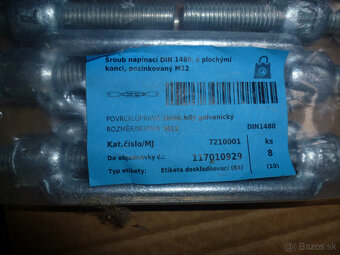 Šroub napínací DIN 1480, s plochými
konci, pozinkovaný M12
POVRCH.ÚPRAVA: zinek bílý galvanický
ROZMĚR/NORMA: M12
DIN1480
Kat.číslo/MJ 7210001 ks
Do objednávky č.: 117010929 8
Typ etikety: Etiketa doskladňovací (B4) (10)
bazos.sk